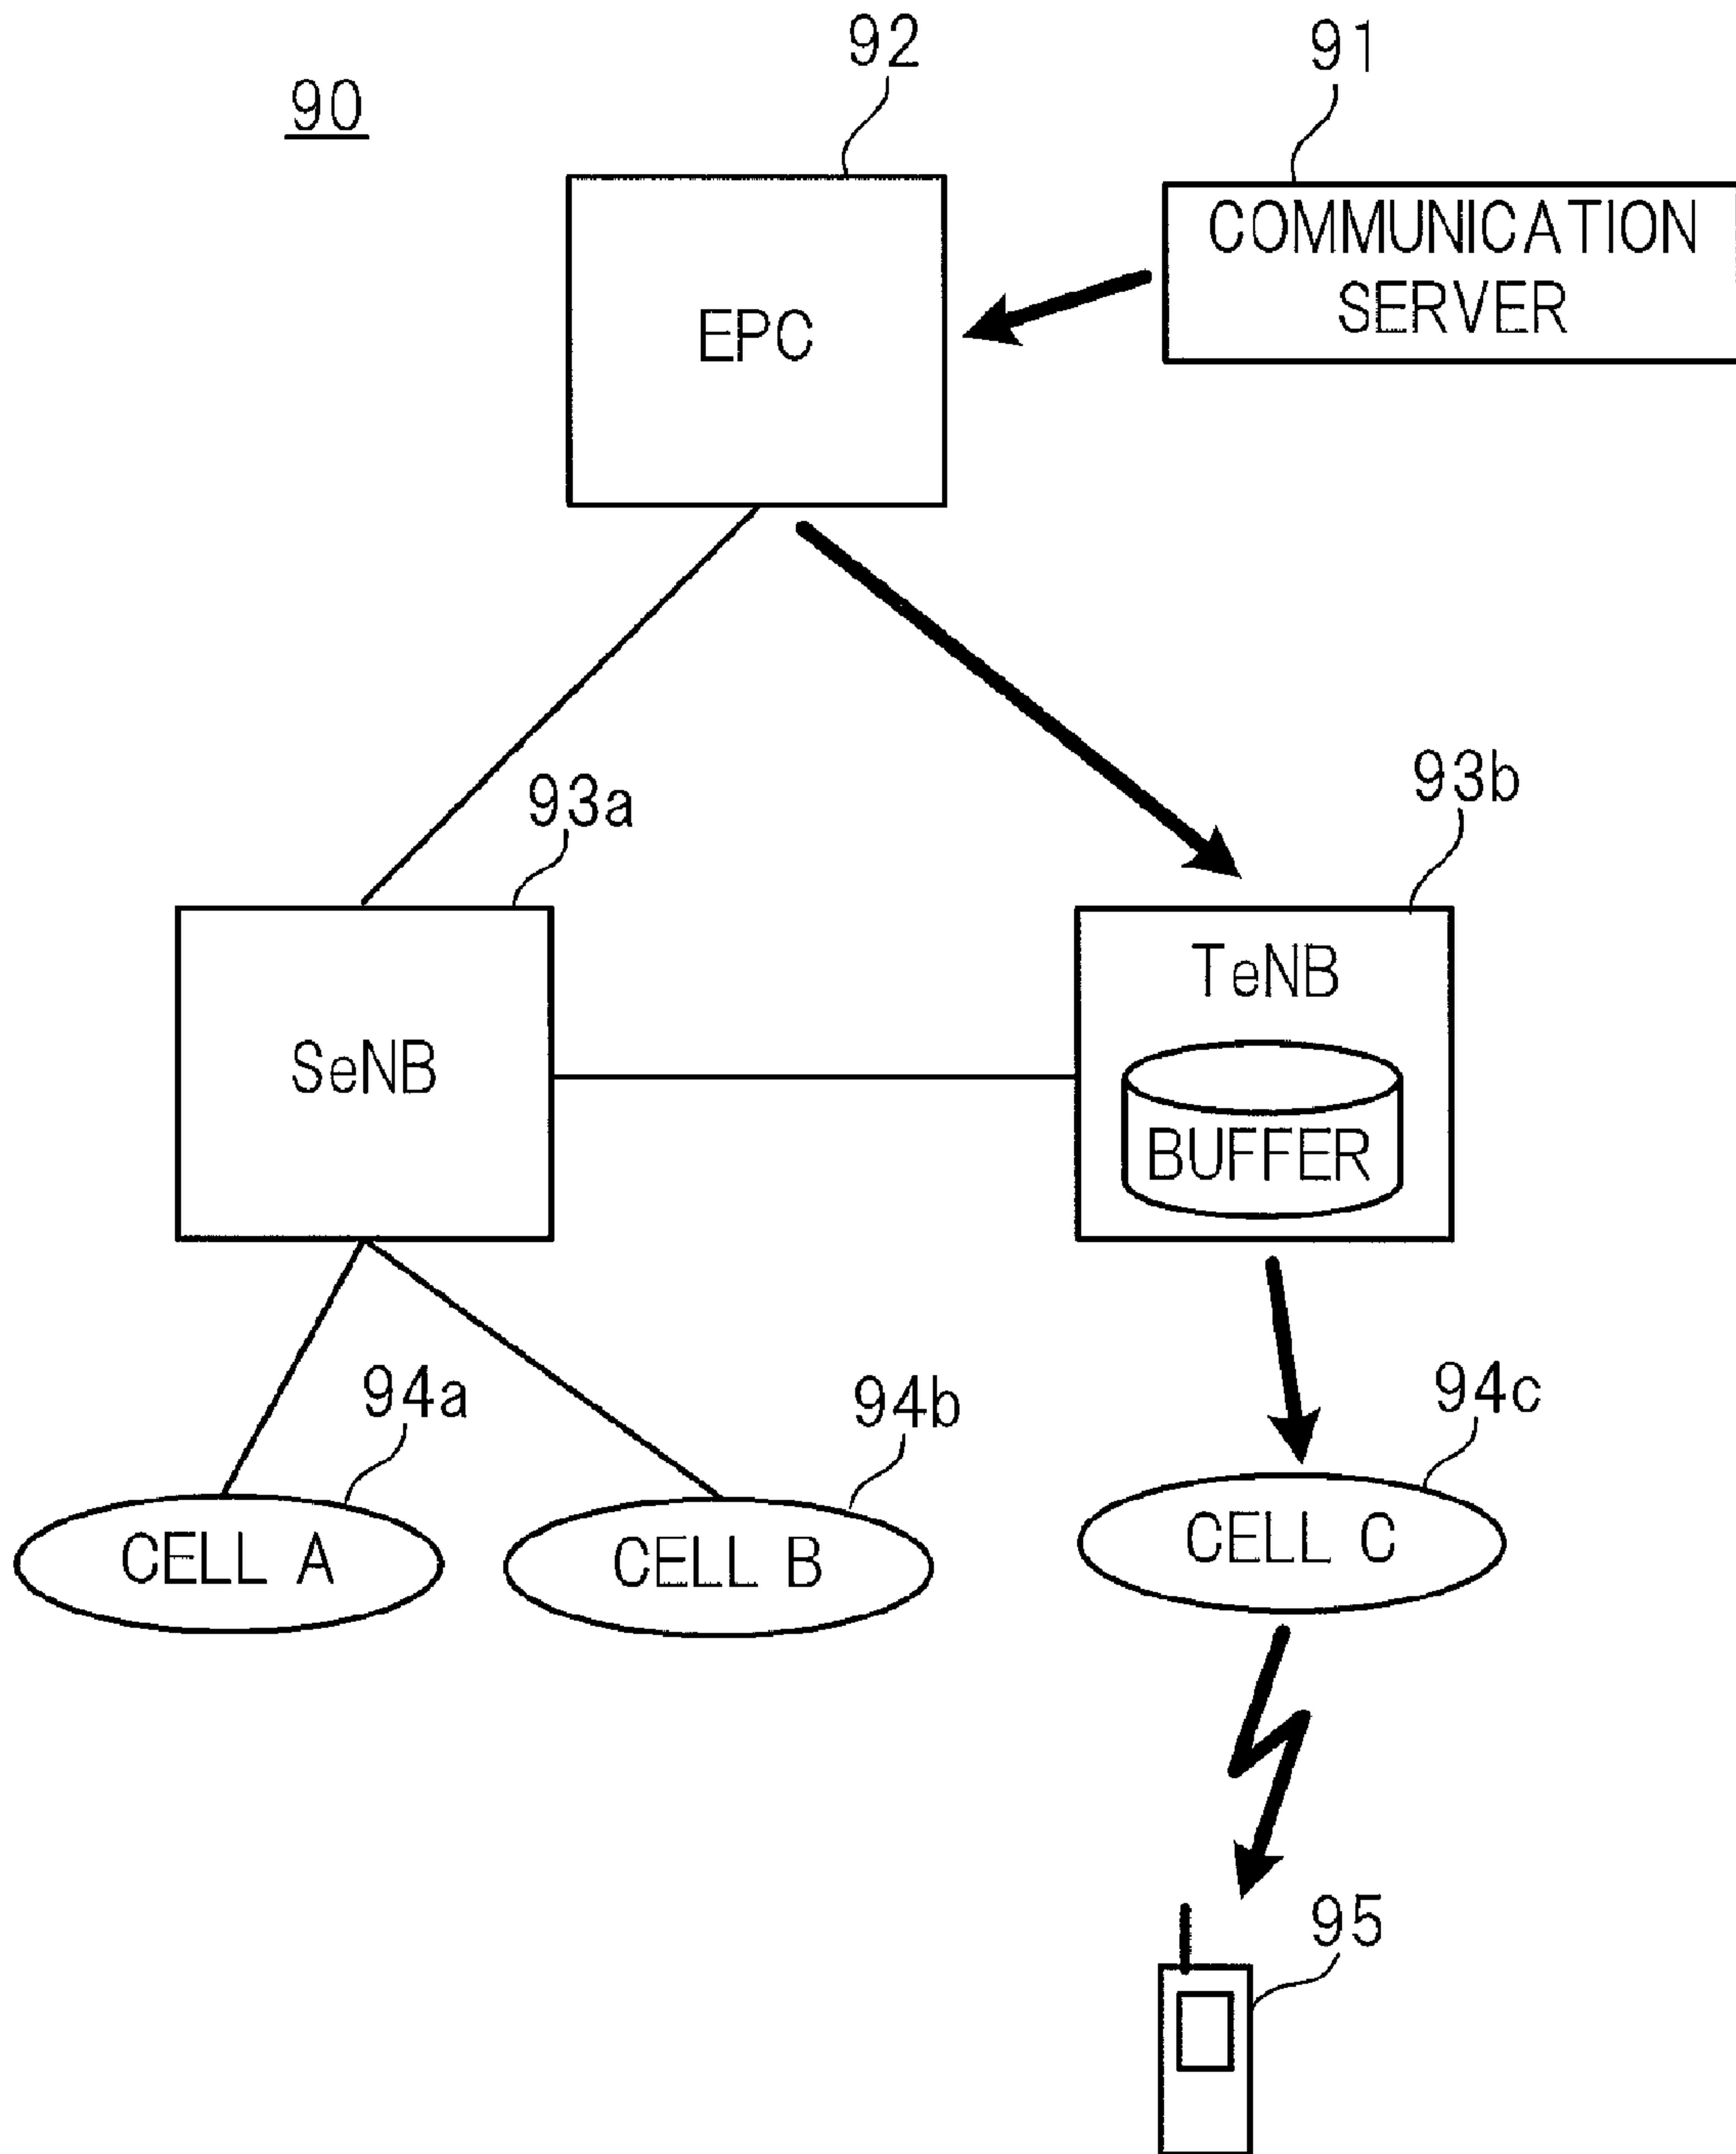 92
91
90
COMMUNICATION
SERVER
EPC
93a
93b
TeNB
SeNB
BUFFER
94a
94b
94c
CELL A
CELL B
CELL C
95